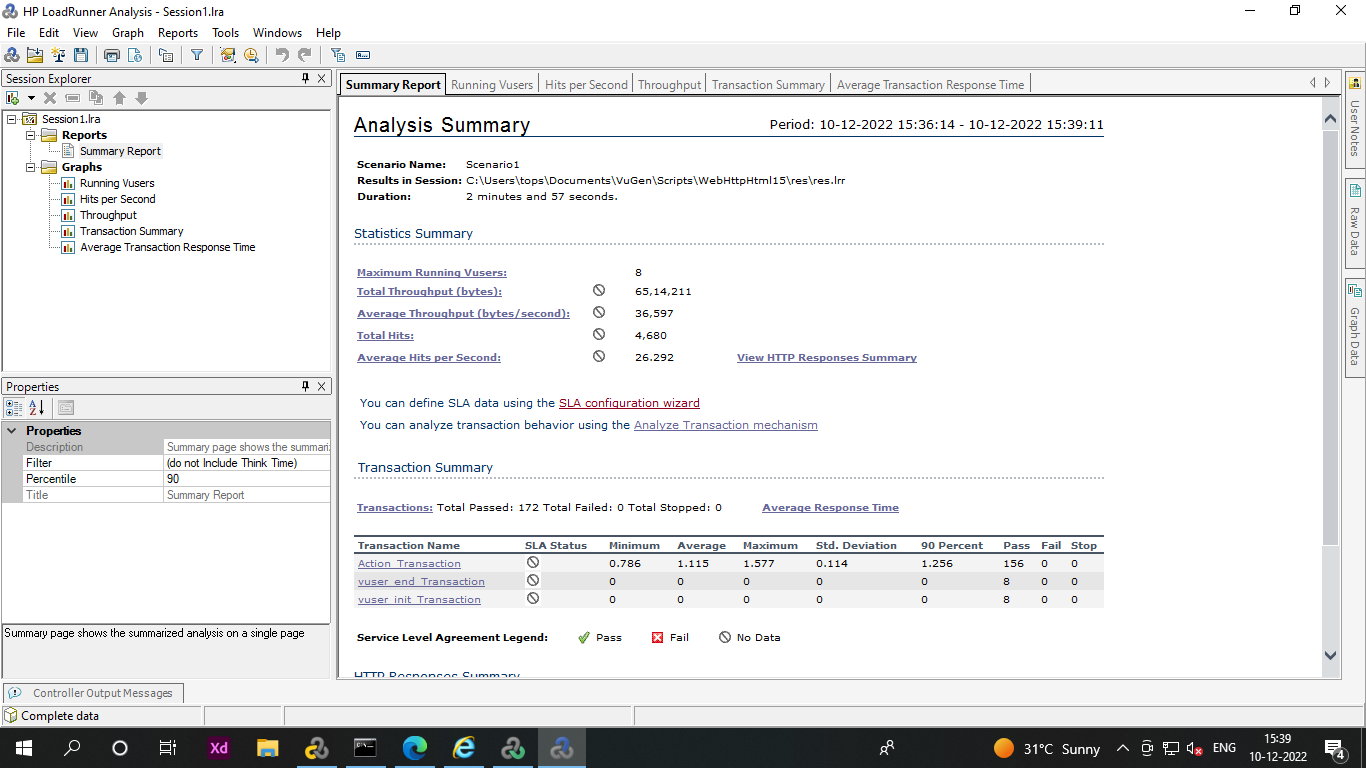 HP LoadRunner Analysis - Session1.lra
File Edit View Graph Reports Tools Windows Help
Session Explorer
Session1.lra
Reports
Summary Report
Graphs
Running Vusers
Hits per Second
Throughput
Transaction Summary
Average Transaction Response Time
Properties
Properties
Description Summary page shows the summari
Filter (do not Include Think Time)
Percentile 90
Title Summary Report
Summary page shows the summarized analysis on a single page
Summary Report Running Vusers Hits per Second Throughput Transaction Summary Average Transaction Response Time
Analysis Summary Period: 10-12-2022 15:36:14 - 10-12-2022 15:39:11
Scenario Name: Scenario1
Results in Session: C:\Users\tops\Documents\VuGen\Scripts\WebHttpHtml15\res\res.lrr
Duration: 2 minutes and 57 seconds.
Statistics Summary
Maximum Running Vusers: 8
Total Throughput (bytes): 65,14,211
Average Throughput (bytes/second): 36,597
Total Hits: 4,680
Average Hits per Second: 26.292 View HTTP Responses Summary
You can define SLA data using the SLA configuration wizard
You can analyze transaction behavior using the Analyze Transaction mechanism
Transaction Summary
Transactions: Total Passed: 172 Total Failed: 0 Total Stopped: 0 Average Response Time
Transaction Name SLA Status Minimum Average Maximum Std. Deviation 90 Percent Pass Fail Stop
Action_Transaction 0.786 1.115 1.577 0.114 1.256 156 0 0
vuser_end_Transaction 0 0 0 0 0 8 0 0
vuser_init_Transaction 0 0 0 0 0 8 0 0
Service Level Agreement Legend: Pass Fail No Data
HTTP Responses Summary
User Notes
Raw Data
Graph Data
Controller Output Messages
Complete data
Xd
31°C Sunny
ENG
15:39
10-12-2022
4